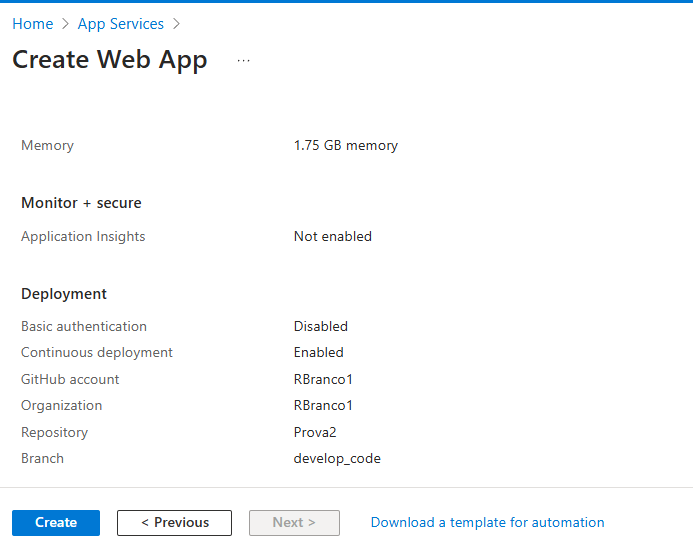 Home > App Services >
Create Web App ...
Memory 1.75 GB memory
Monitor + secure
Application Insights Not enabled
Deployment
Basic authentication Disabled
Continuous deployment Enabled
GitHub account RBranco1
Organization RBranco1
Repository Prova2
Branch develop_code
Create < Previous Next > Download a template for automation